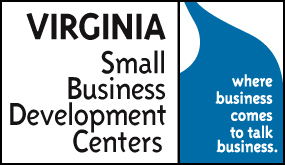 VIRGINIA
Small
Business
Development
Centers
where
business
comes
to talk
business.